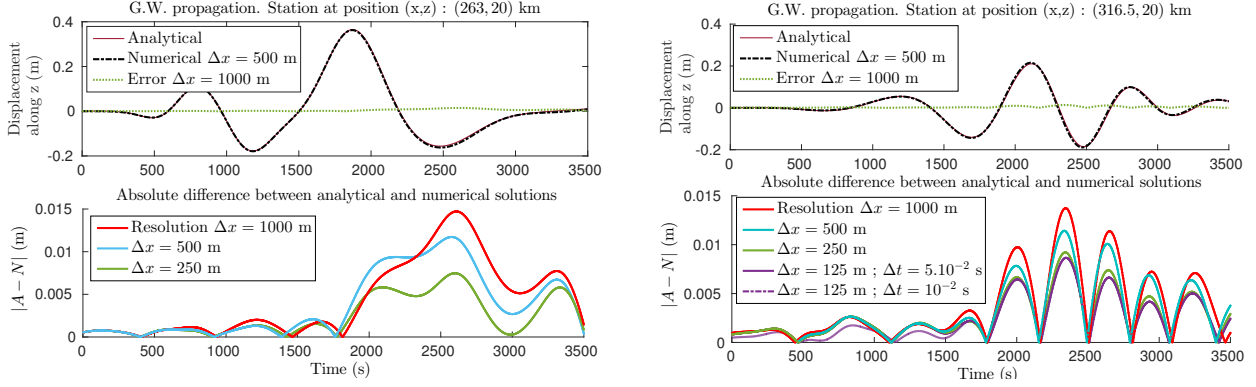 G.W. propagation. Station at position (x,z) : (263, 20) km
0.4
0.2
0
-0.2
Displacement
along z (m)
Analytical
Numerical Δx = 500 m
Error Δx = 1000 m
0 500 1000 1500 2000 2500 3000 3500
Absolute difference between analytical and numerical solutions
0.015
0.01
0.005
0
|A − N| (m)
Resolution Δx = 1000 m
Δx = 500 m
Δx = 250 m
0 500 1000 1500 2000 2500 3000 3500
Time (s)
G.W. propagation. Station at position (x,z) : (316.5, 20) km
0.4
0.2
0
-0.2
Displacement
along z (m)
Analytical
Numerical Δx = 500 m
Error Δx = 1000 m
0 500 1000 1500 2000 2500 3000 3500
Absolute difference between analytical and numerical solutions
0.015
0.01
0.005
0
|A − N| (m)
Resolution Δx = 1000 m
Δx = 500 m
Δx = 250 m
Δx = 125 m ; Δt = 5.10⁻² s
Δx = 125 m ; Δt = 10⁻² s
0 500 1000 1500 2000 2500 3000 3500
Time (s)